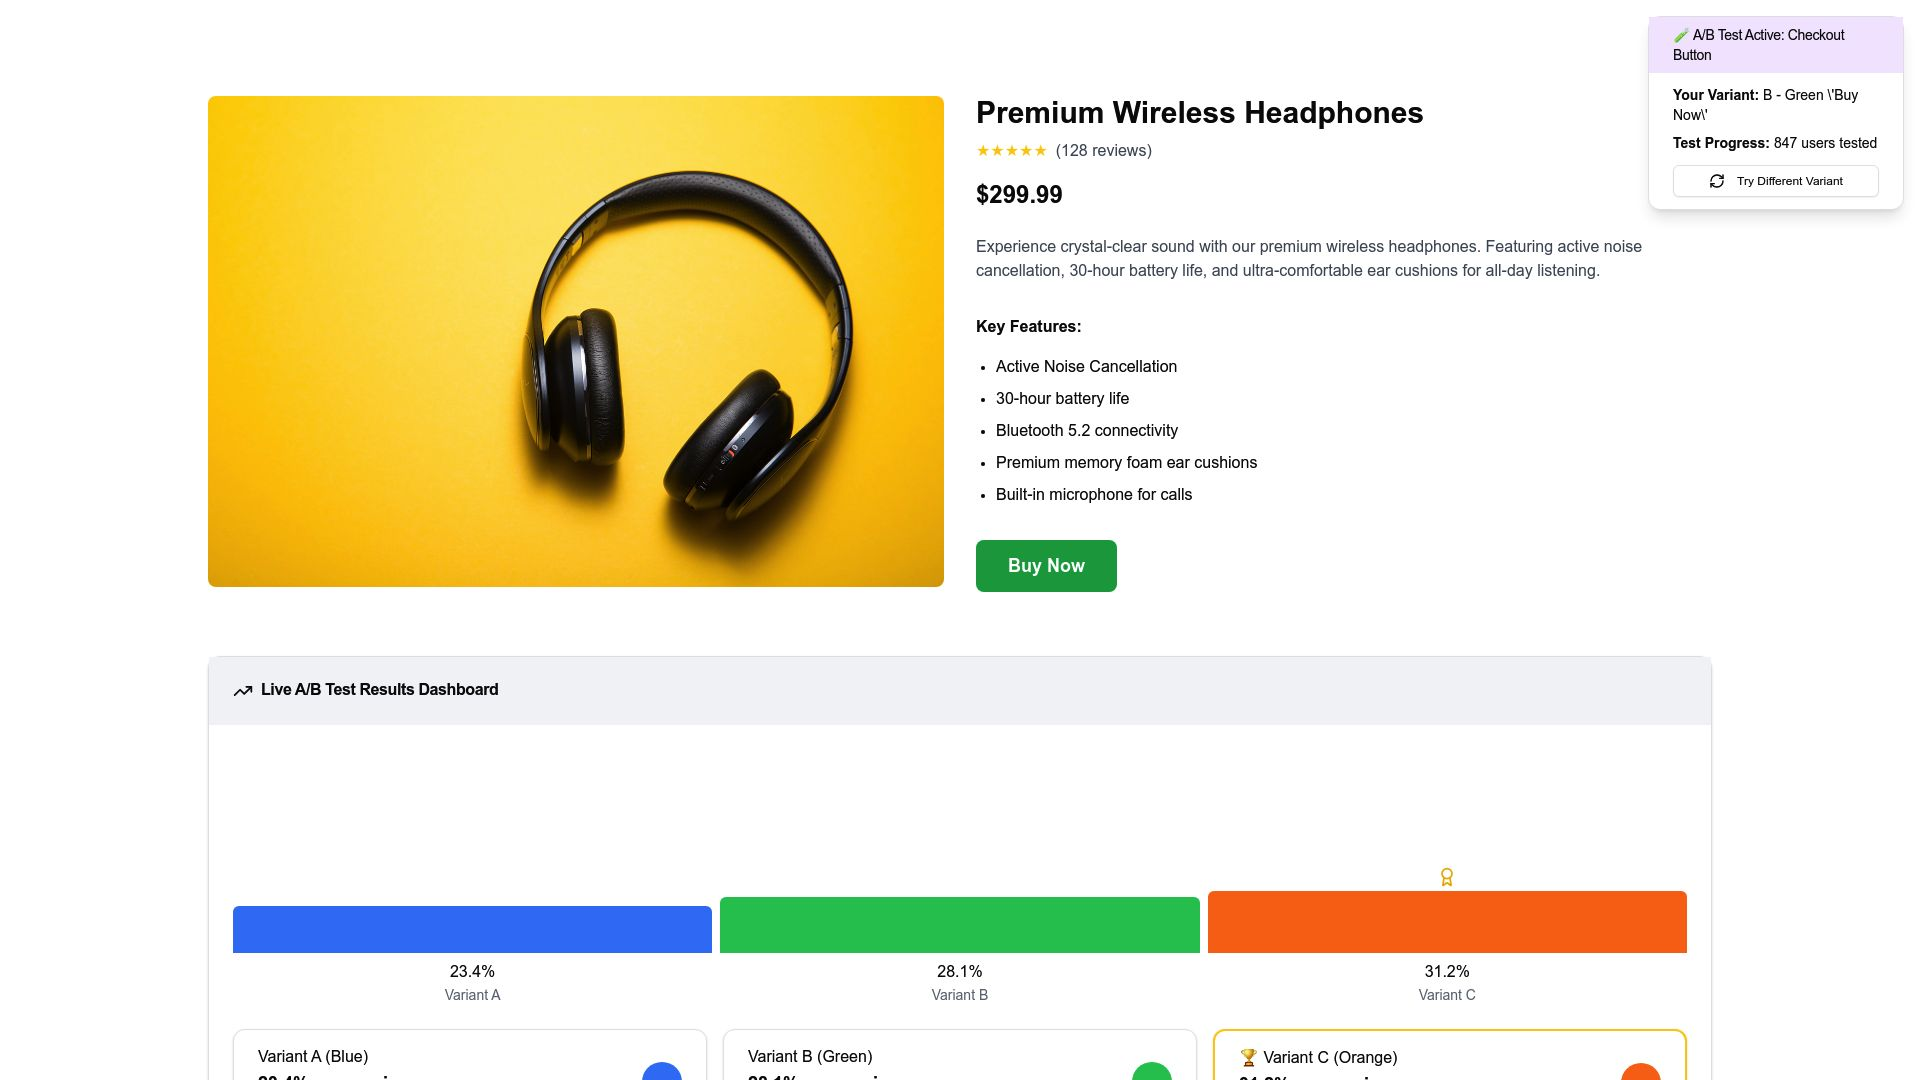 🧪 A/B Test Active: Checkout
Button
Your Variant: B - Green \'Buy
Now\'
Test Progress: 847 users tested
Try Different Variant
Premium Wireless Headphones
★★★★★ (128 reviews)
$299.99
Experience crystal-clear sound with our premium wireless headphones. Featuring active noise
cancellation, 30-hour battery life, and ultra-comfortable ear cushions for all-day listening.
Key Features:
• Active Noise Cancellation
• 30-hour battery life
• Bluetooth 5.2 connectivity
• Premium memory foam ear cushions
• Built-in microphone for calls
Buy Now
Live A/B Test Results Dashboard
23.4%
Variant A
28.1%
Variant B
31.2%
Variant C
Variant A (Blue)
Variant B (Green)
🏆 Variant C (Orange)